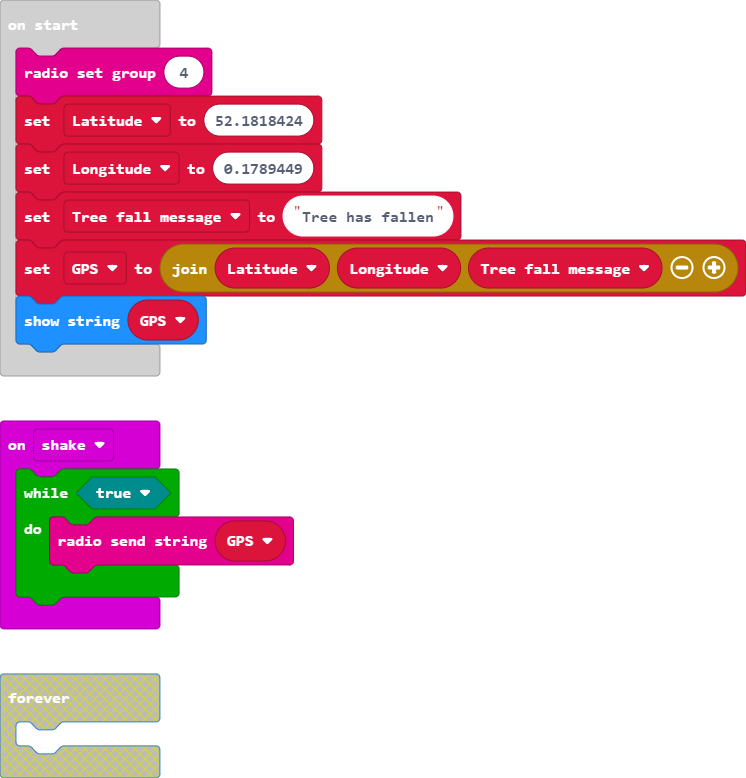 on start
radio set group 4
set Latitude to 52.1818424
set Longitude to 0.1789449
set Tree fall message to "Tree has fallen"
set GPS to join Latitude Longitude Tree fall message
show string GPS
on shake
while true
do radio send string GPS
forever